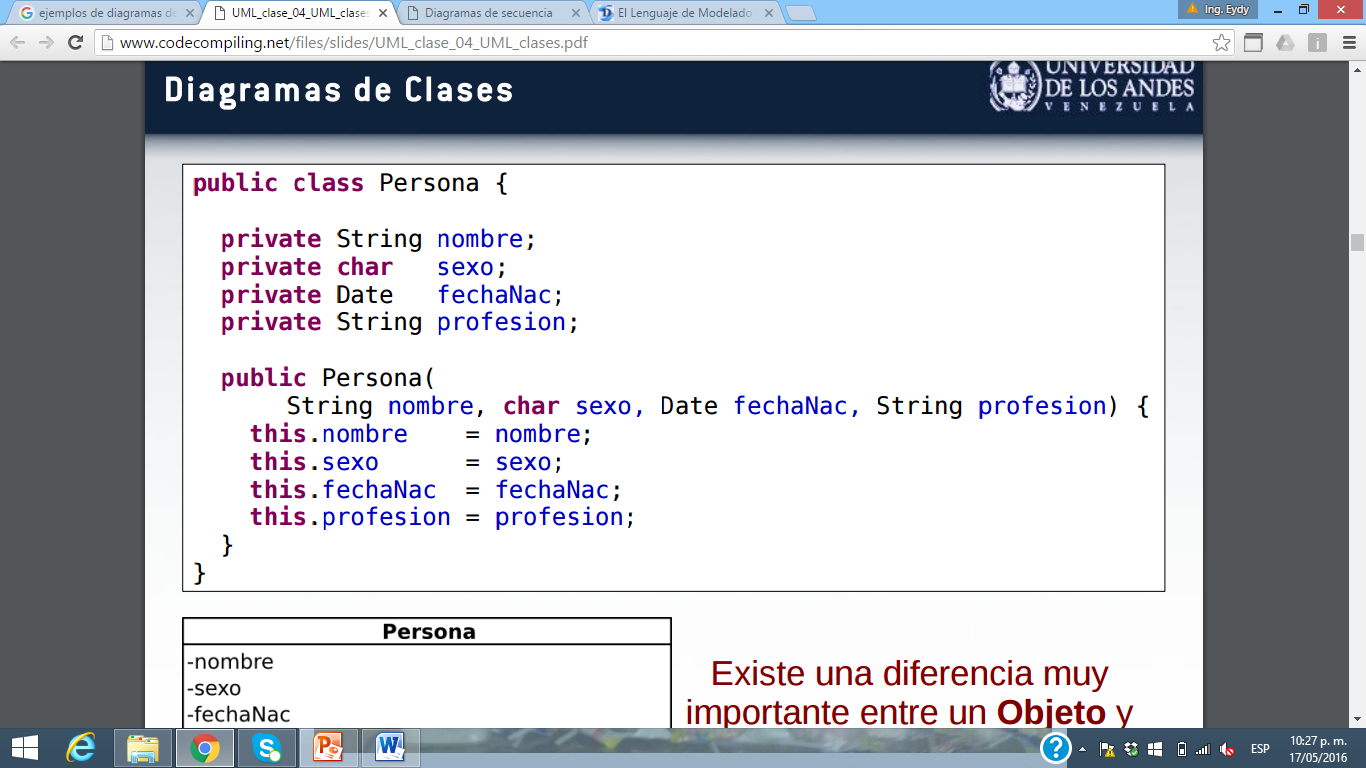 ejemplos de diagramas de
UML_clase_04_UML_clases
Diagramas de secuencia
El Lenguaje de Modelado
Ing. Eydy
www.codecompiling.net/files/slides/UML_clase_04_UML_clases.pdf
Diagramas de Clases
UNIVERSIDAD
DE LOS ANDES
VENEZUELA
public class Persona {
private String nombre;
private char sexo;
private Date fechaNac;
private String profesion;
public Persona(
String nombre, char sexo, Date fechaNac, String profesion) {
this.nombre = nombre;
this.sexo = sexo;
this.fechaNac = fechaNac;
this.profesion = profesion;
}
}
Persona
-nombre
-sexo
-fechaNac
Existe una diferencia muy
importante entre un Objeto y
ESP
10:27 p. m.
17/05/2016